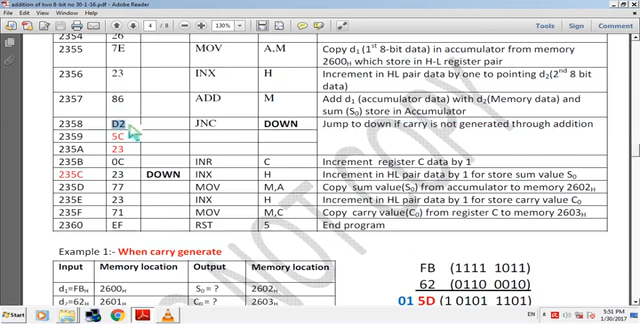 addition of two 8-bit no 30-1-16.pdf - Adobe Reader
4 / 9 130%
2354 26
2355 7E MOV A,M Copy d1 (1st 8-bit data) in accumulator from memory
2600H which store in H-L register pair
2356 23 INX H Increment in HL pair data by one to pointing d2(2nd 8 bit
data)
2357 86 ADD M Add d1 (accumulator data) with d2(Memory data) and
sum (S0) store in Accumulator
2358 D2 JNC DOWN Jump to down if carry is not generated through addition
2359 5C
235A 23
235B 0C INR C Increment register C data by 1
235C 23 DOWN INX H Increment in HL pair data by 1 for store sum value S0
235D 77 MOV M,A Copy sum value(S0) from accumulator to memory 2602H
235E 23 INX H Increment in HL pair data by 1 for store carry value C0
235F 71 MOV M,C Copy carry value(C0) from register C to memory 2603H
2360 EF RST 5 End program
NOT COPY
Example 1:- When carry generate
Input Memory location Output Memory location
d1=FBH 2600H S0 = ? 2602H
d2=62H 2601H C0 = ? 2603H
FB (1111 1011)
62 (0110 0010)
01 5D (1 0101 1101)
EN
5:51 PM
1/30/2017